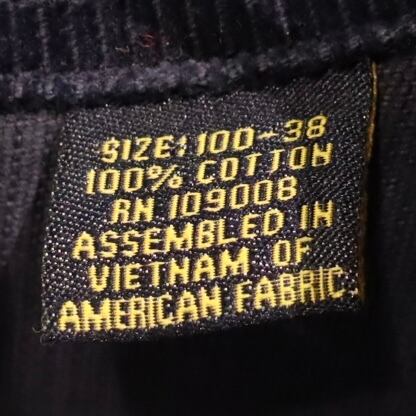 SIZE: 100-38
100% COTTON
RN 109008
ASSEMBLED IN
VIETNAM OF
AMERICAN FABRIC.